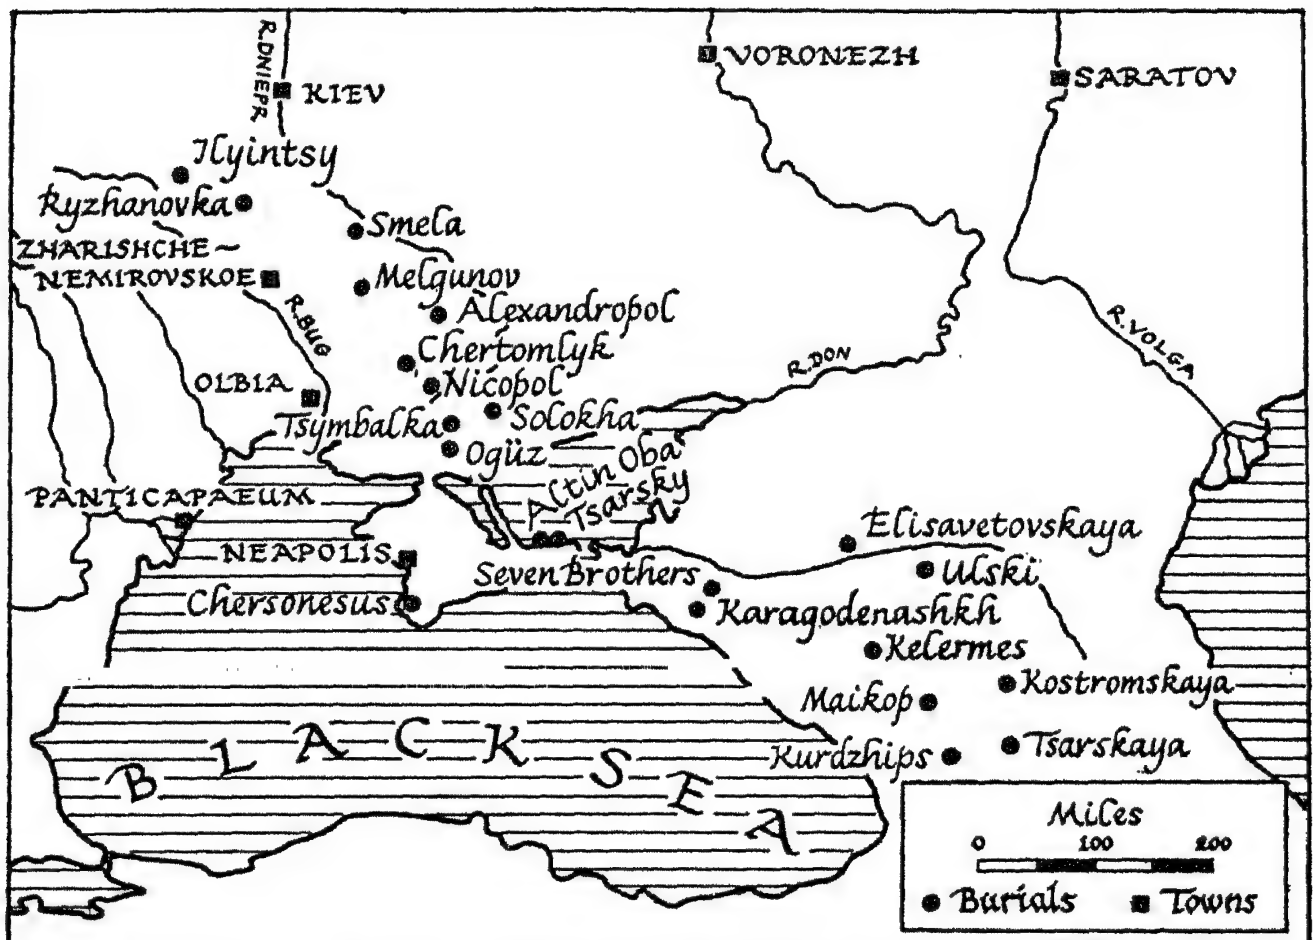 R. DNIEPR
KIEV
VORONEZH
SARATOV
Ilyintsy
Ryzhanovka
Smela
ZHARISHCHE~
NEMIROVSKOE
Melgunov
R. BUG
Alexandropol
Chertomlyk
R. DON
R. VOLGA
OLBIA
Nicopol
Solokha
Tsymbalka
Ogüz
Altin Oba
Tsarsky
PANTICAPAEUM
Elisavetovskaya
NEAPOLIS
Seven Brothers
Ulski
Chersonesus
Karagodenashkh
Kelermes
Maikop
Kostromskaya
Kurdzhips
Tsarskaya
BLACK SEA
Miles
0 100 200
Burials Towns